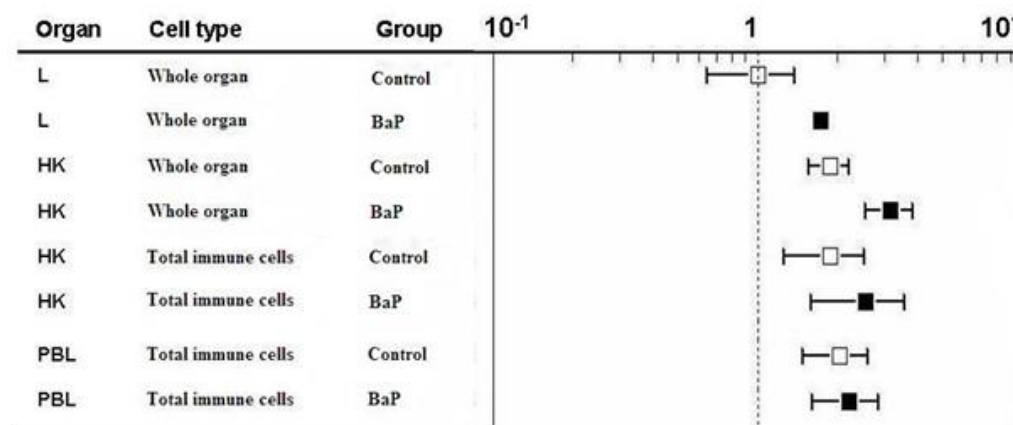 Organ Cell type Group 10-1 1 10
L Whole organ Control
L Whole organ BaP
HK Whole organ Control
HK Whole organ BaP
HK Total immune cells Control
HK Total immune cells BaP
PBL Total immune cells Control
PBL Total immune cells BaP